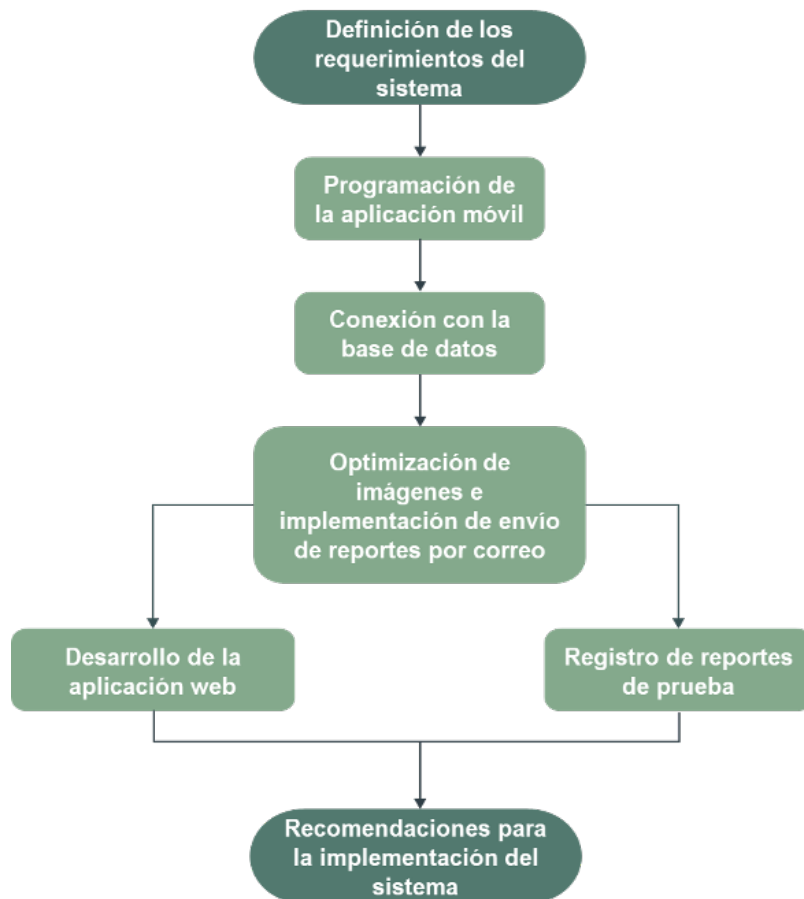 Definición de los
requerimientos del
sistema
Programación de
la aplicación móvil
Conexión con la
base de datos
Optimización de
imágenes e
implementación de envío
de reportes por correo
Desarrollo de la
aplicación web
Registro de reportes
de prueba
Recomendaciones para
la implementación del
sistema